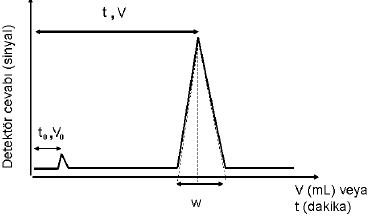 t , V
Detektör cevabı (sinyal)
t₀,V₀
w
V (mL) veya
t (dakika)